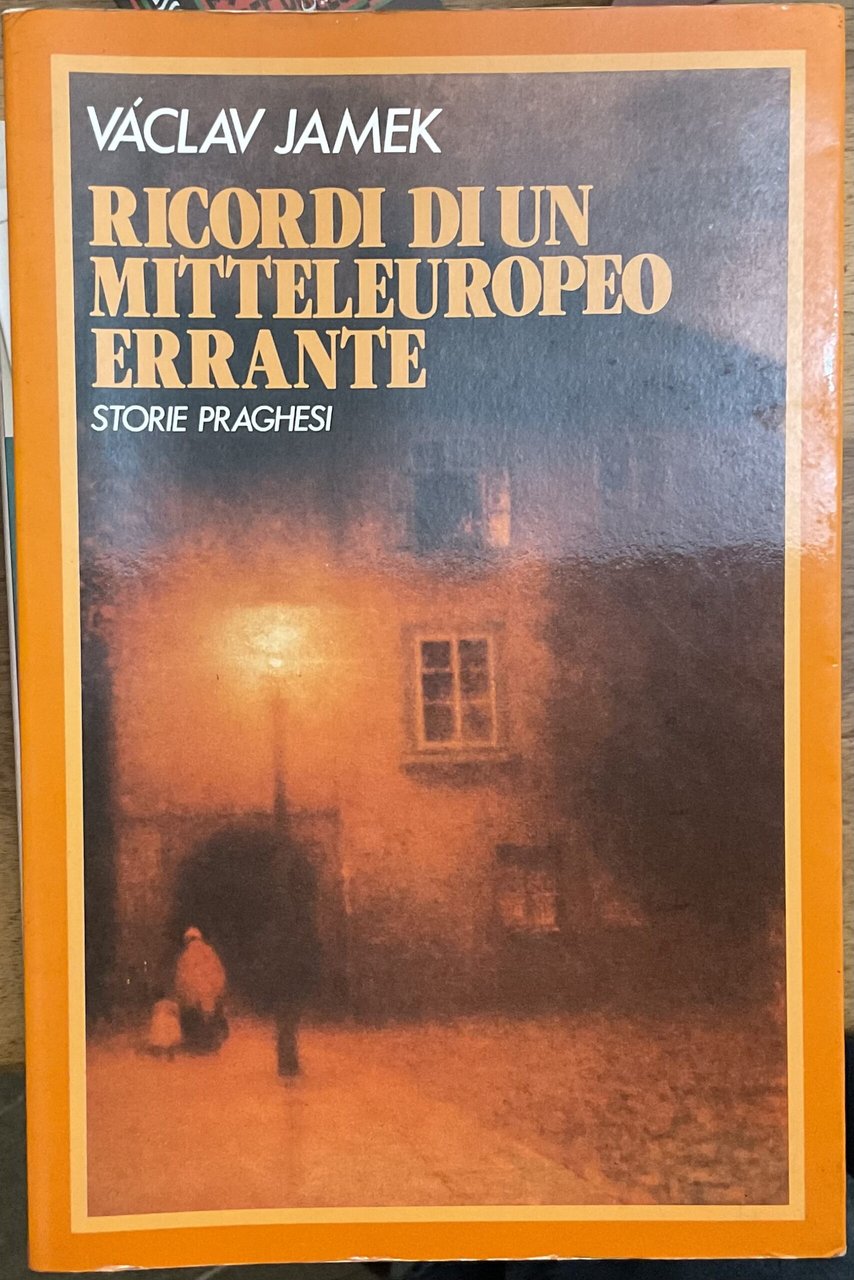 VÁCLAV JAMEK
RICORDI DI UN
MITTELEUROPEO
ERRANTE
STORIE PRAGHESI